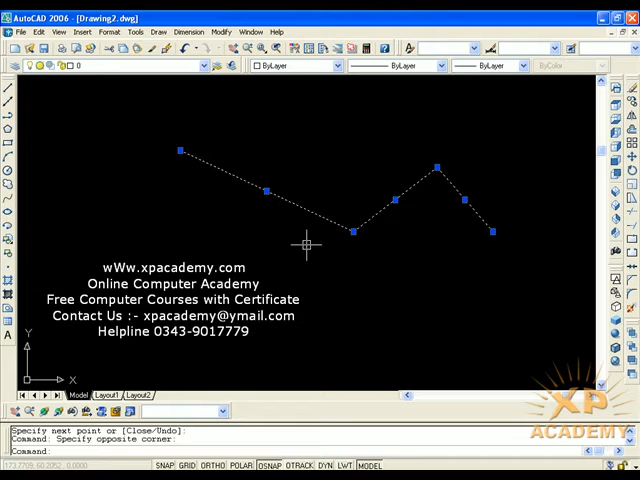 AutoCAD 2006 - [Drawing2.dwg]
File Edit View Insert Format Tools Draw Dimension Modify Window Help
0 ByLayer ByLayer ByLayer ByColor
wWw.xpacademy.com
Online Computer Academy
Free Computer Courses with Certificate
Contact Us :- xpacademy@ymail.com
Helpline 0343-9017779
Y
X
Model Layout1 Layout2
XP
ACADEMY
Specify next point or [Close/Undo]:
Command: Specify opposite corner:
Command:
SNAP GRID ORTHO POLAR OSNAP OTRACK DYN LWT MODEL